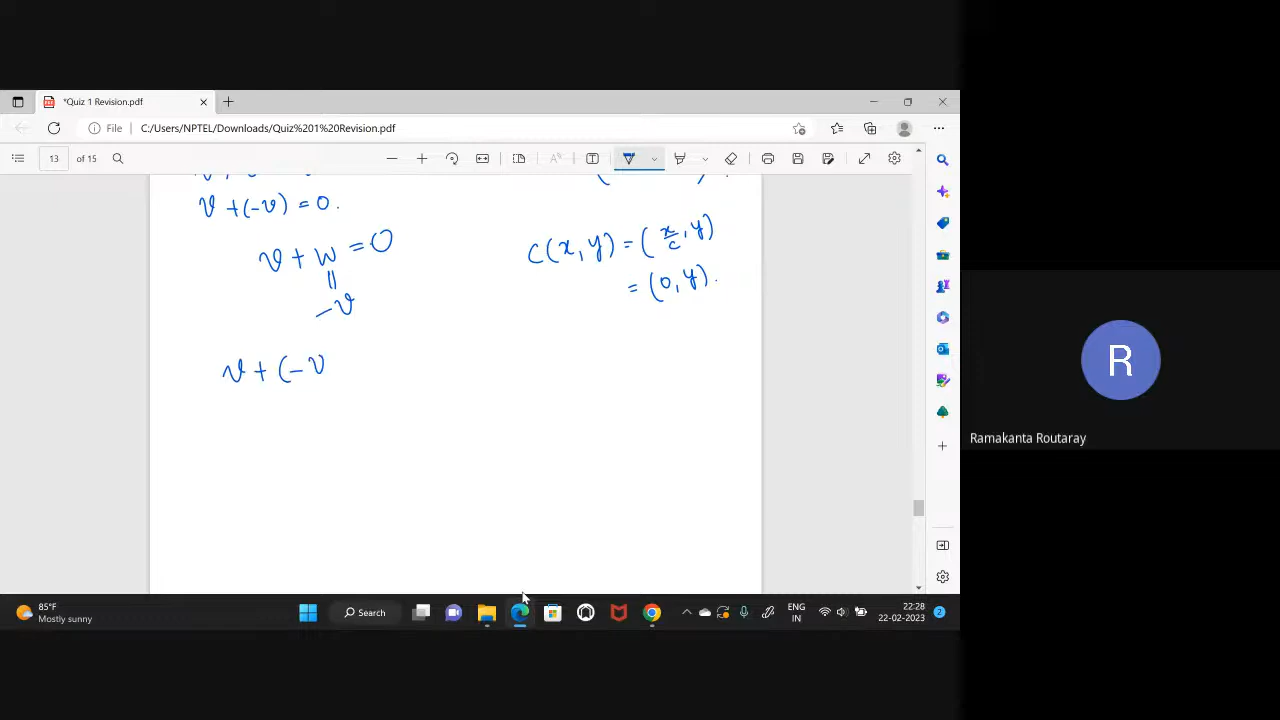 *Quiz 1 Revision.pdf
File C:/Users/NPTEL/Downloads/Quiz%201%20Revision.pdf
13 of 15
v + (-v) = 0.
v + w = 0
||
-v
c(x, y) = (x/c, y)
= (0, y).
v + (-v
R
Ramakanta Routaray
85°F
Mostly sunny
Search
ENG
IN
22:28
22-02-2023
2